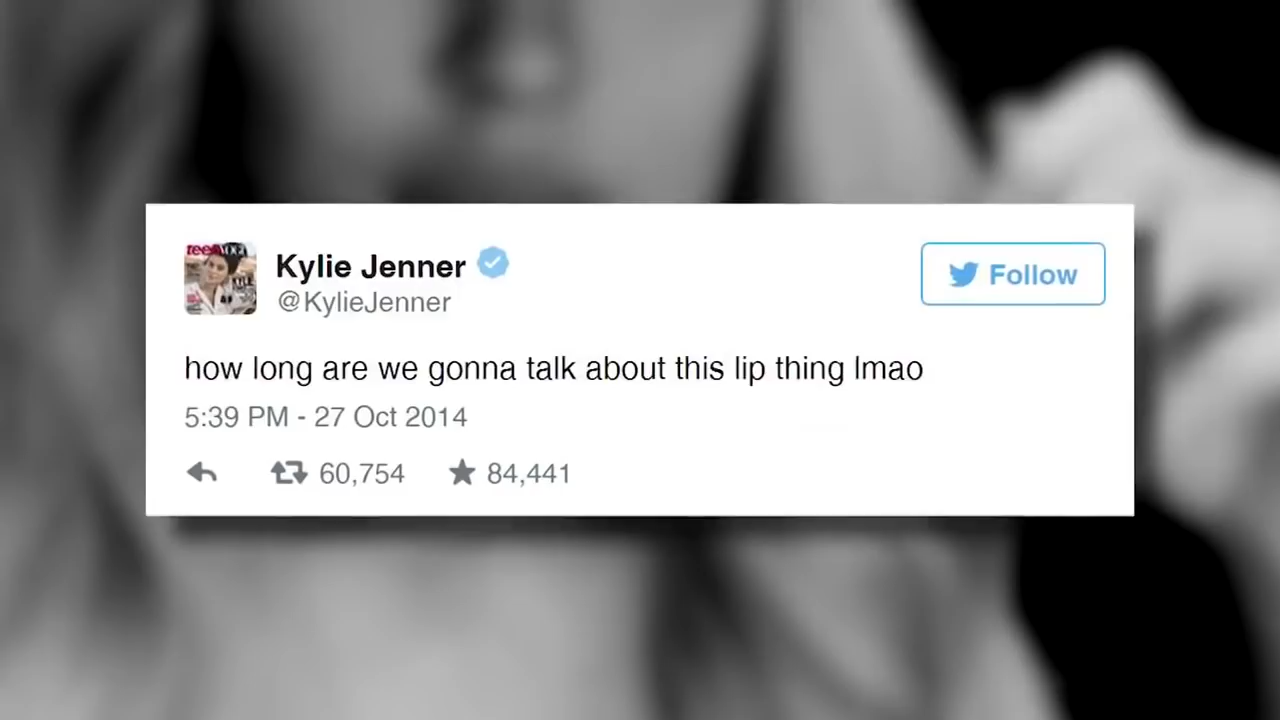 Kylie Jenner
@KylieJenner
Follow
how long are we gonna talk about this lip thing lmao
5:39 PM - 27 Oct 2014
60,754 84,441